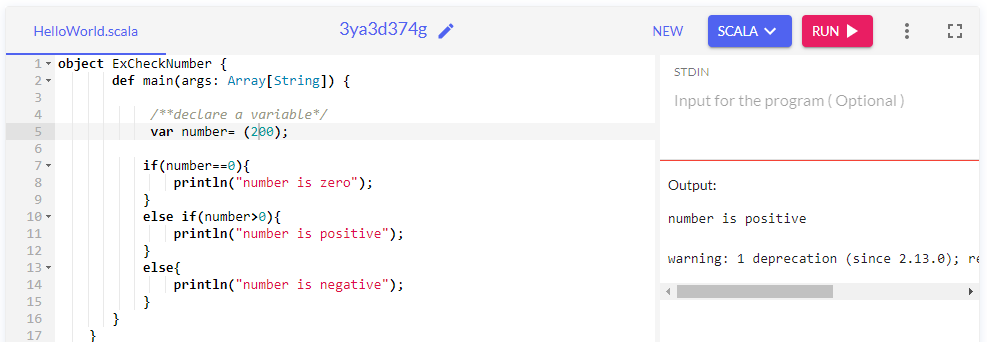 HelloWorld.scala
3ya3d374g
NEW
SCALA
RUN
1 object ExCheckNumber {
2 def main(args: Array[String]) {
3
4 /**declare a variable*/
5 var number= (200);
6
7 if(number==0){
8 println("number is zero");
9 }
10 else if(number>0){
11 println("number is positive");
12 }
13 else{
14 println("number is negative");
15 }
16 }
17 }
STDIN
Input for the program ( Optional )
Output:
number is positive
warning: 1 deprecation (since 2.13.0); re